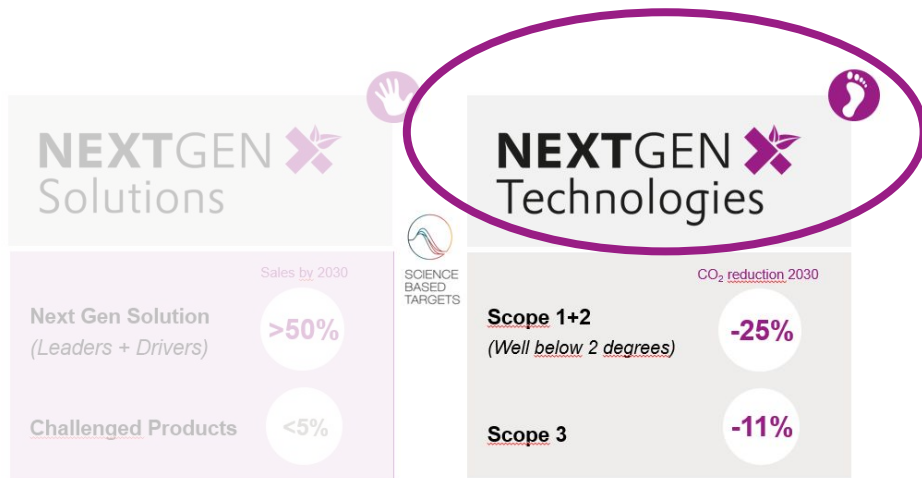 NEXTGEN
Solutions
Sales by 2030
Next Gen Solution
>50%
(Leaders + Drivers)
Challenged Products
<5%
SCIENCE
BASED
TARGETS
NEXTGEN
Technologies
CO₂ reduction 2030
Scope 1+2
-25%
(Well below 2 degrees)
Scope 3
-11%